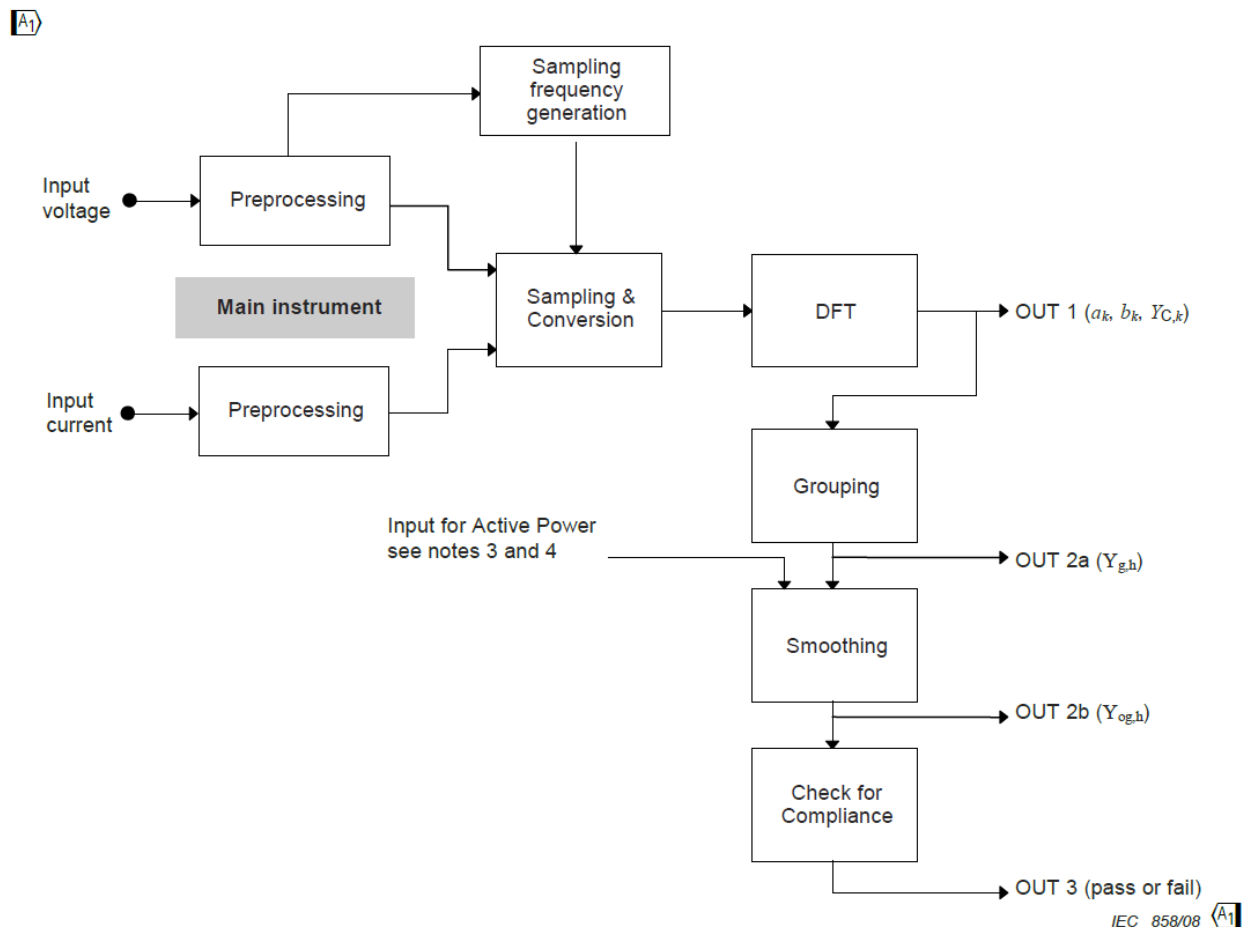 A1
Sampling
frequency
generation
Input
voltage
Preprocessing
Main instrument
Sampling &
Conversion
DFT
OUT 1 (ak, bk, YC,k)
Input
current
Preprocessing
Grouping
Input for Active Power
see notes 3 and 4
OUT 2a (Yg,h)
Smoothing
OUT 2b (Yog,h)
Check for
Compliance
OUT 3 (pass or fail)
IEC 858/08 A1